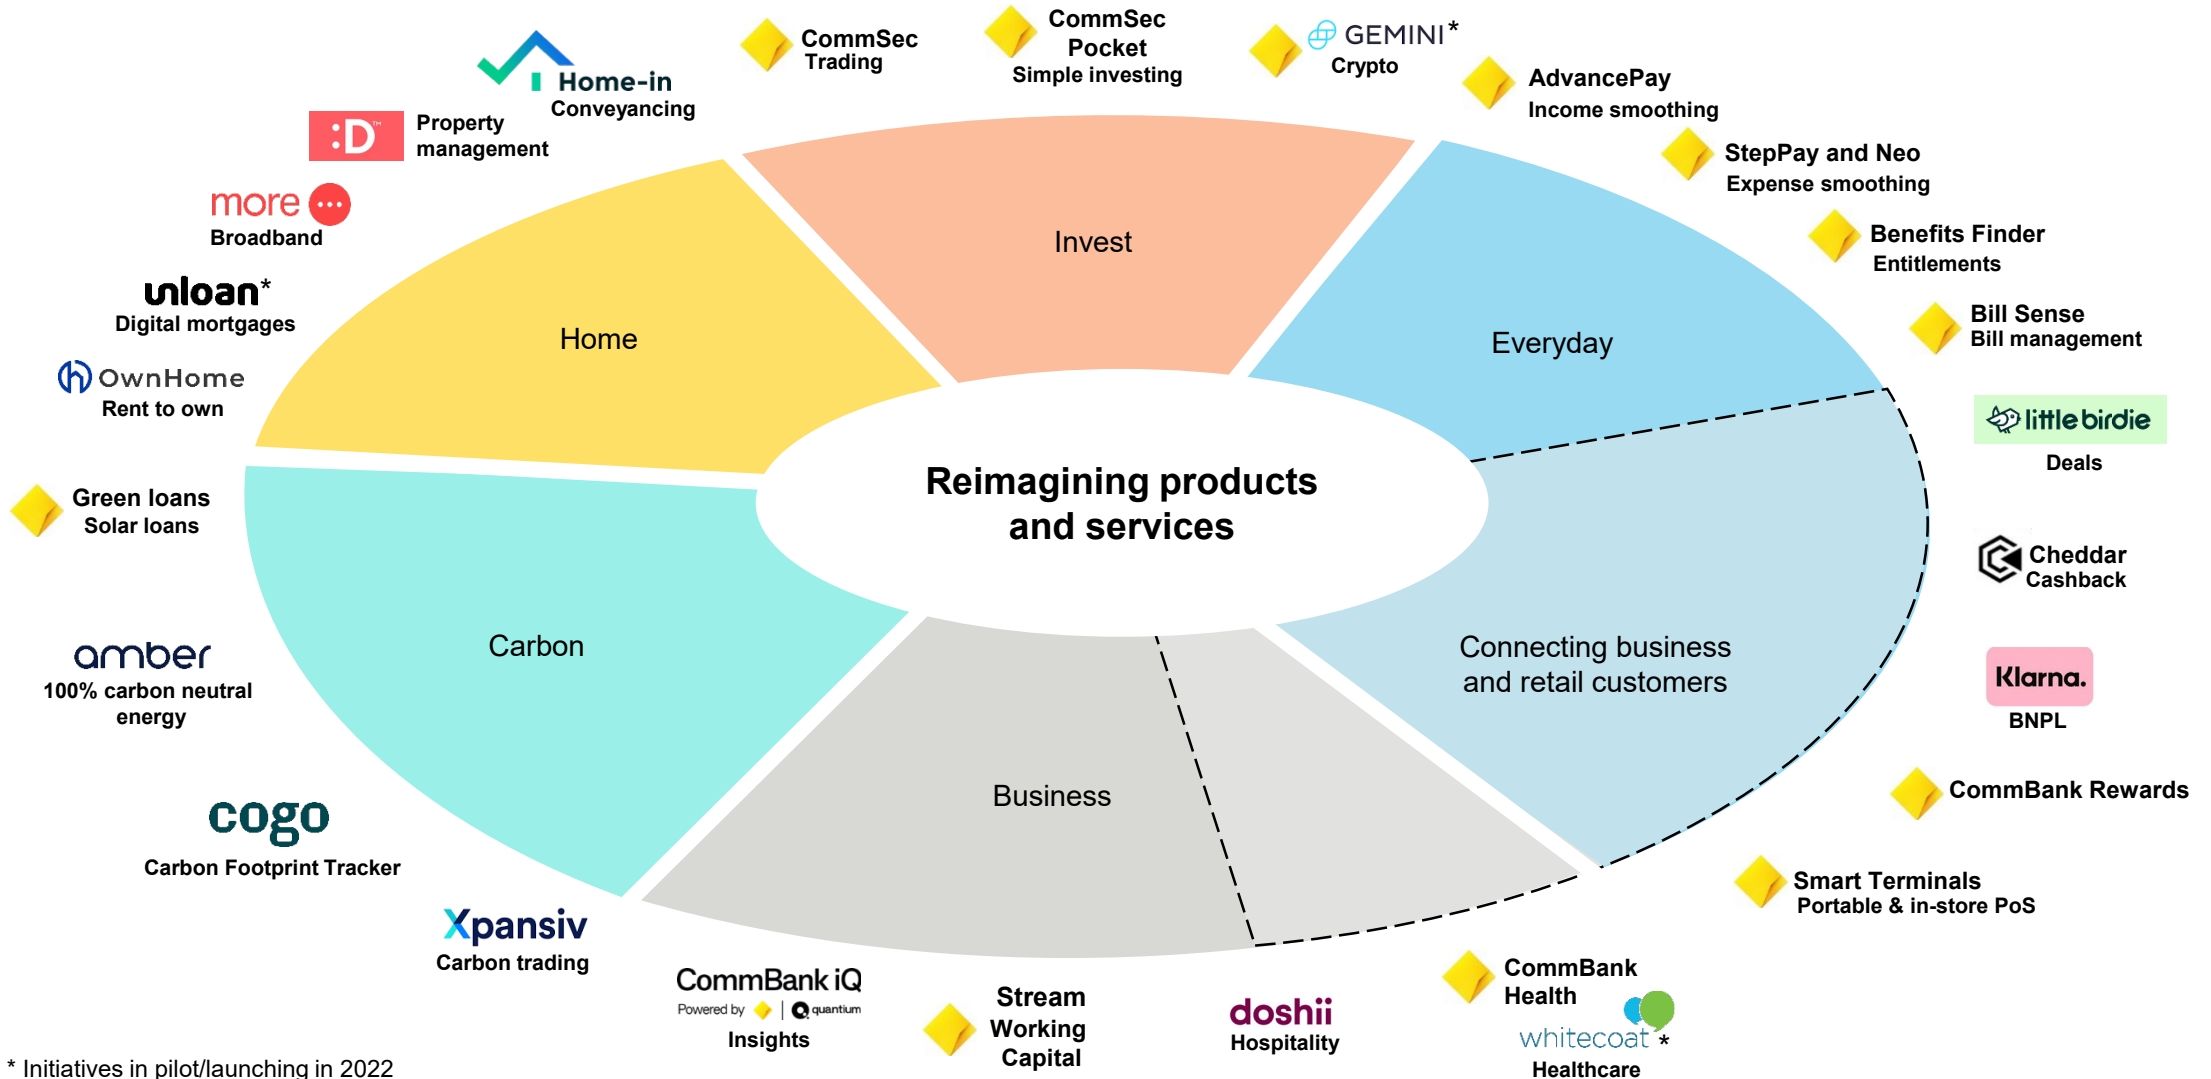 Home-in
Conveyancing
CommSec
Trading
CommSec
Pocket
Simple investing
GEMINI*
Crypto
AdvancePay
Income smoothing
StepPay and Neo
Expense smoothing
Benefits Finder
Entitlements
Bill Sense
Bill management
littlebirdie
Deals
Cheddar
Cashback
Klarna.
BNPL
CommBank Rewards
Smart Terminals
Portable & in-store PoS
CommBank
Health
whitecoat *
Healthcare
doshii
Hospitality
Stream
Working
Capital
CommBank iQ
Powered by | quantium
Insights
Xpansiv
Carbon trading
cogo
Carbon Footprint Tracker
amber
100% carbon neutral
energy
Green loans
Solar loans
OwnHome
Rent to own
unloan*
Digital mortgages
more
Broadband
:D™
Property
management
Invest
Home
Everyday
Reimagining products
and services
Carbon
Connecting business
and retail customers
Business
* Initiatives in pilot/launching in 2022